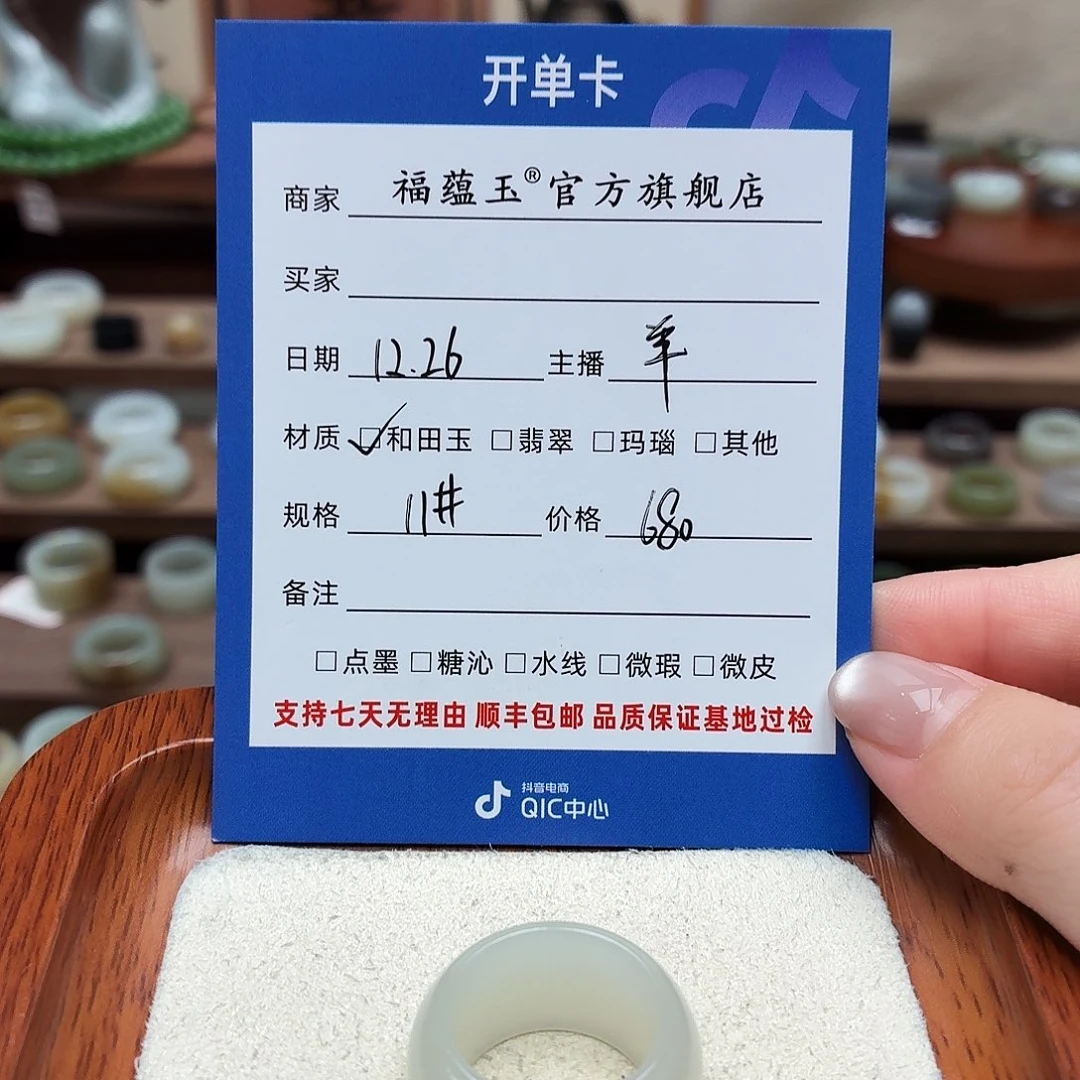 开单卡
商家 福蕴玉®官方旗舰店
买家
日期 12.26 主播 羊
材质 ☑和田玉 □翡翠 □玛瑙 □其他
规格 11# 价格 680
备注
□点墨 □糖沁 □水线 □微瑕 □微皮
支持七天无理由 顺丰包邮 品质保证基地过检
抖音电商
QIC中心